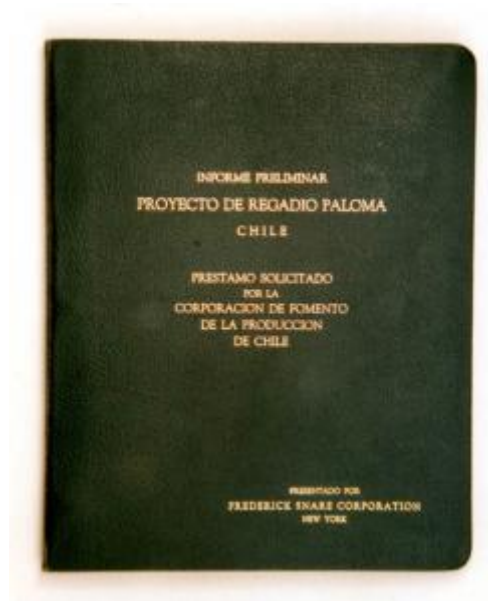 INFORME PRELIMINAR
PROYECTO DE REGADIO PALOMA
CHILE
PRESTAMO SOLICITADO
POR LA
CORPORACION DE FOMENTO
DE LA PRODUCCION
DE CHILE
PRESENTADO POR
FREDERICK SNARE CORPORATION
NEW YORK